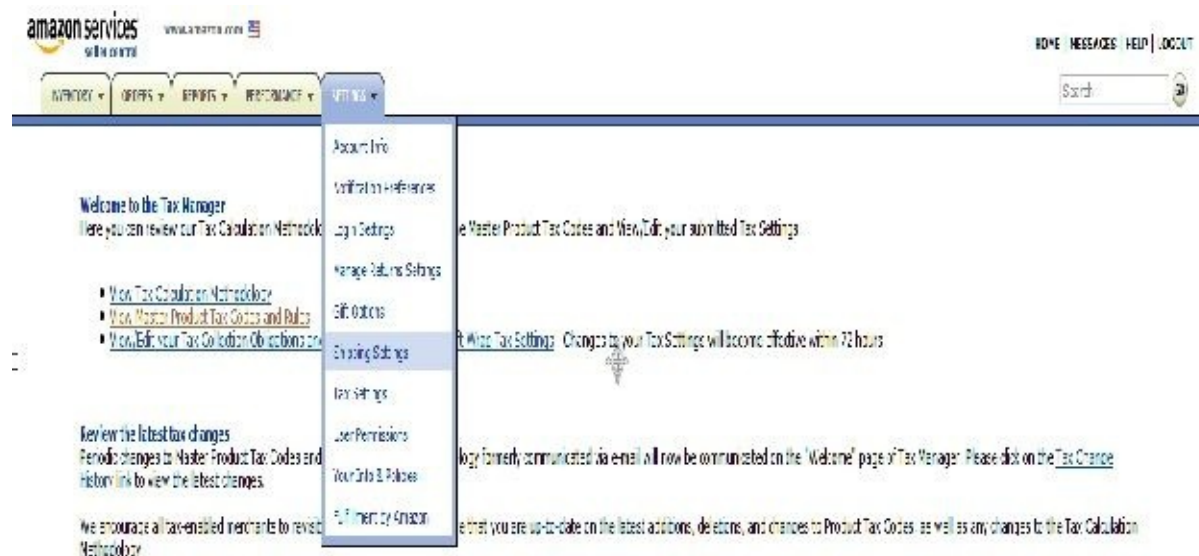 amazon services www.amazon.com
seller central
HOME | MESSAGES | HELP | LOGOUT
INVENTORY ORDERS REPORTS PERFORMANCE SETTINGS Search GO
Account Info
Notification Preferences
Login Settings
Manage Returns Settings
Gift Options
Shipping Settings
Tax Settings
User Permissions
Your Info & Policies
Fulfillment by Amazon
Welcome to the Tax Manager
Here you can review our Tax Calculation e Master Product Tax Codes and View/Edit your submitted Tax Settings
View Tax Calculation Methodology
View Master Product Tax Codes and Rules
View/Edit your Tax Collection Obligations and t Wrap Tax Settings Changes to your Tax Settings will become effective within 72 hours
Review the latest tax changes
Periodic changes to Master Product Tax Codes and logy formerly communicated via e-mail will now be communicated on the "Welcome" page of Tax Manager. Please click on the Tax Change
History link to view the latest changes.
We encourage all tax-enabled merchants to revisit e that you are up-to-date on the latest additions, deletions, and changes to Product Tax Codes, as well as any changes to the Tax Calculation
Methodology